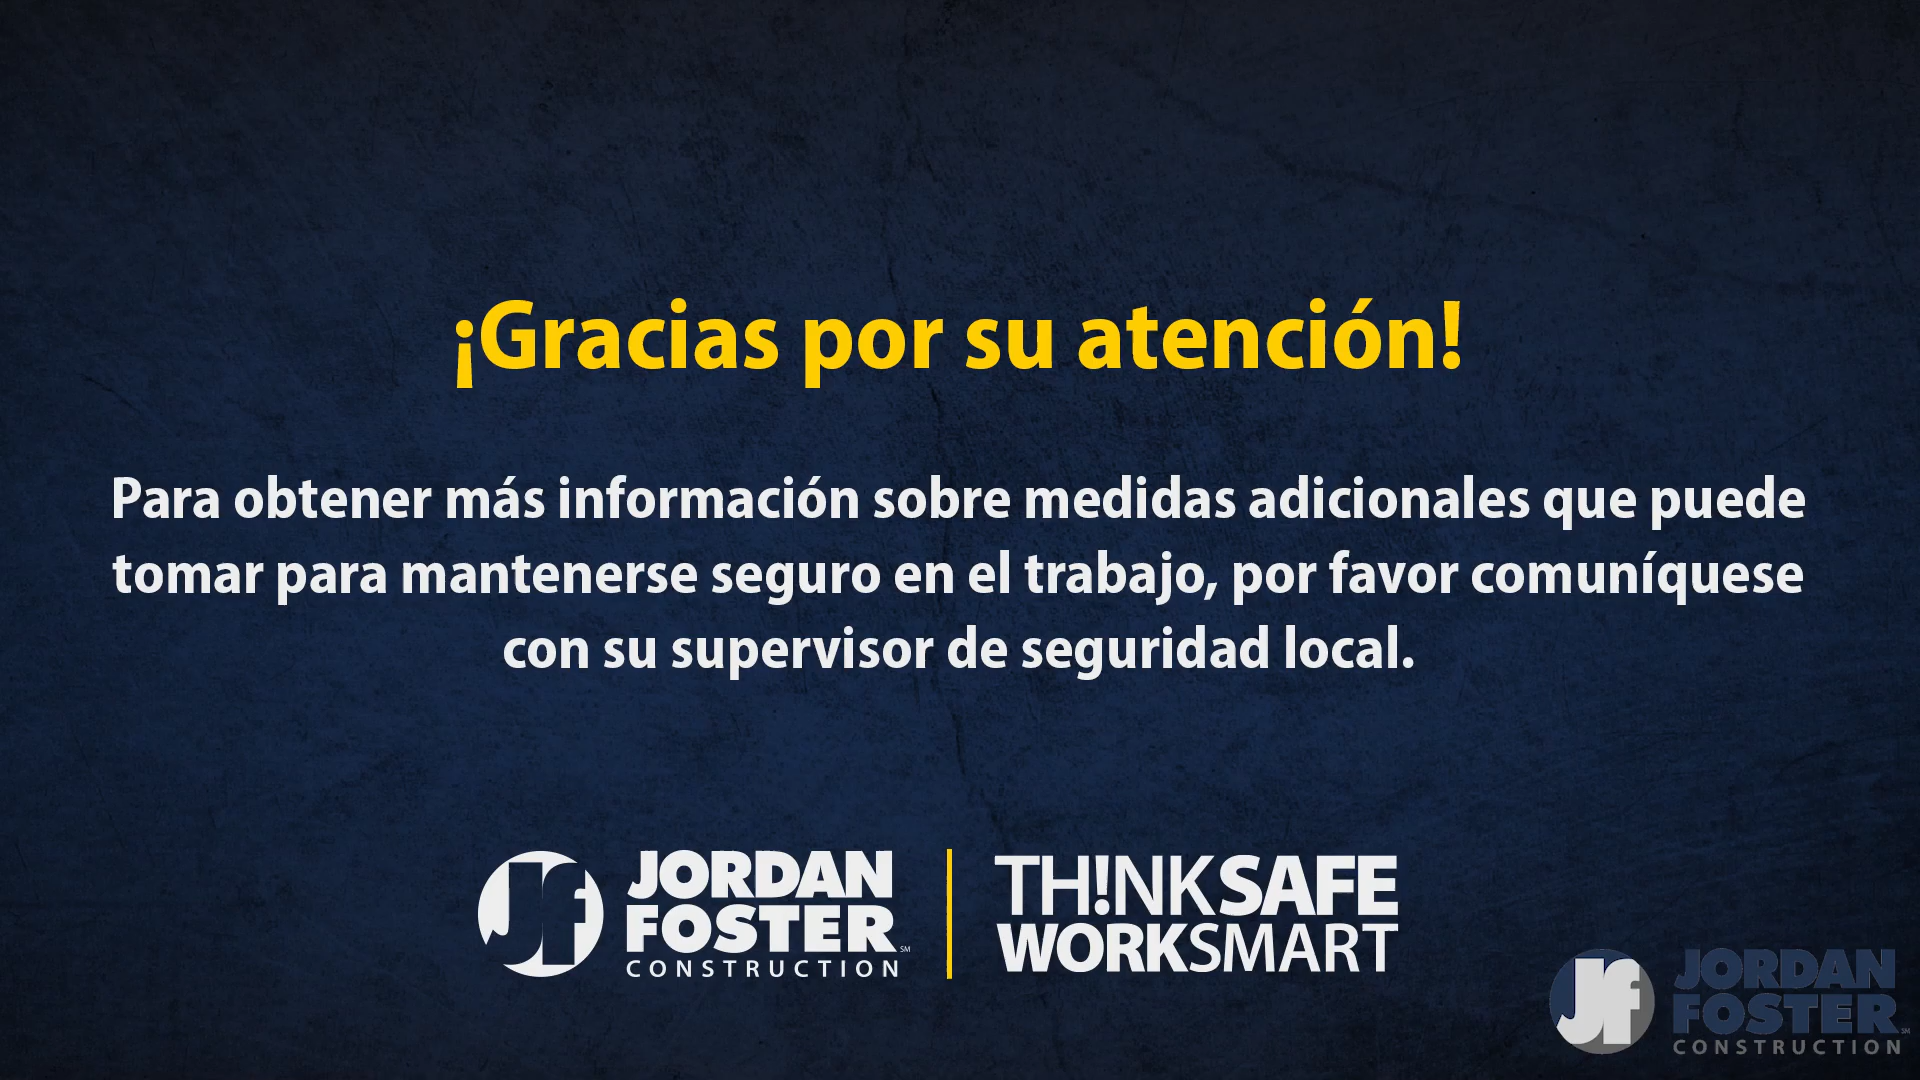 ¡Gracias por su atención!
Para obtener más información sobre medidas adicionales que puede
tomar para mantenerse seguro en el trabajo, por favor comuníquese
con su supervisor de seguridad local.
JORDAN
FOSTER SM
CONSTRUCTION
TH!NKSAFE
WORKSMART
JORDAN
FOSTER SM
CONSTRUCTION